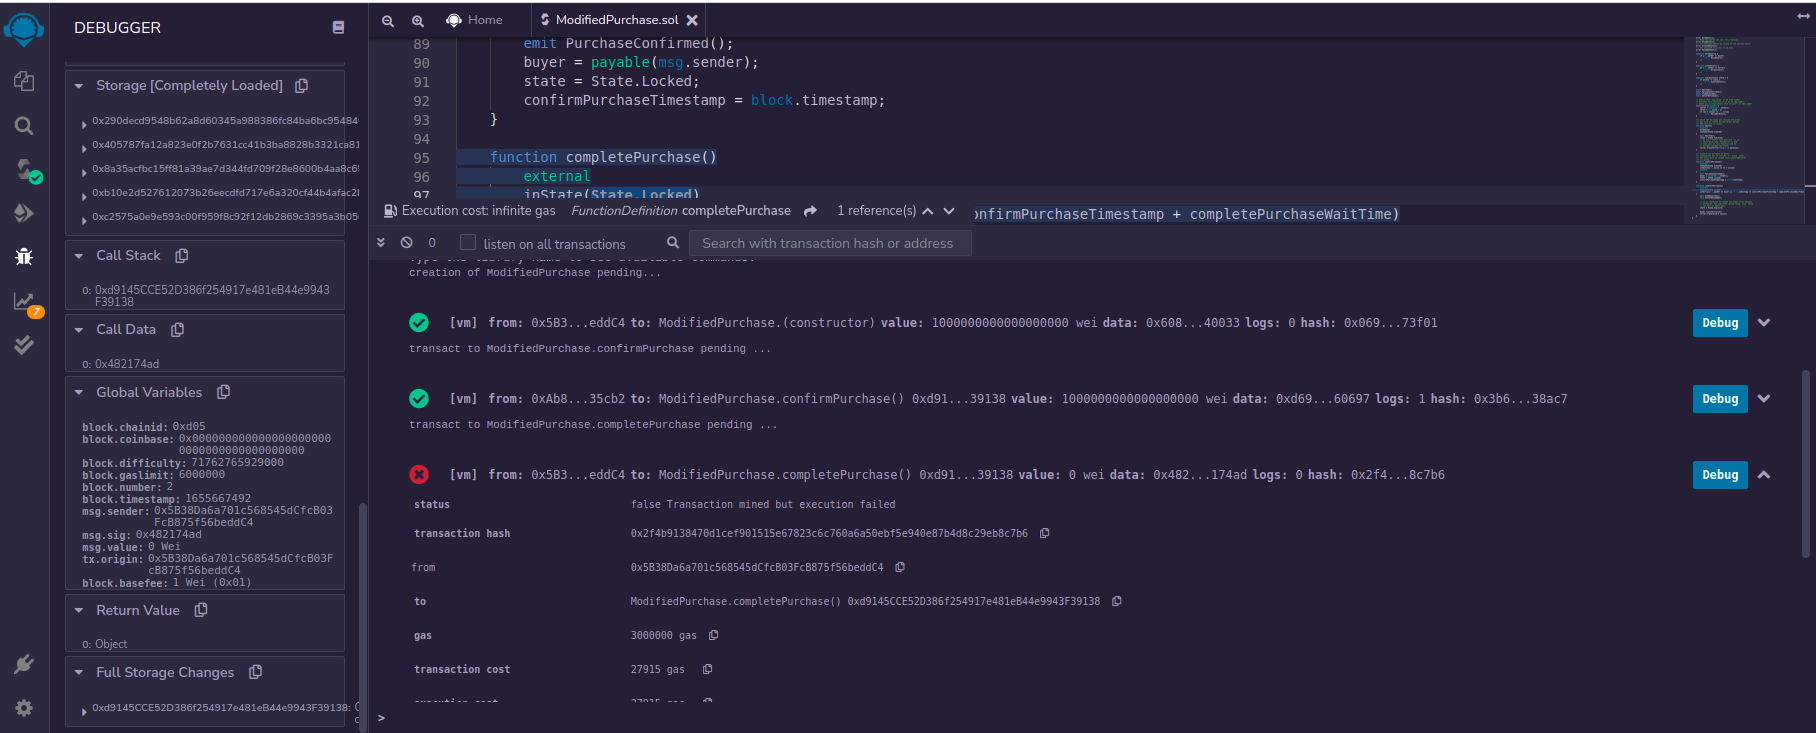 DEBUGGER
Storage [Completely Loaded]
0x290decd9548b62a8d60345a988386fc84ba6bc95484
0x405787fa12a823e0f2b7631cc41b3ba8828b3321ca81
0x8a35acfbc15ff81a39ae7d344fd709f28e8600b4aa8c6
0xb10e2d527612073b26eecdfd717e6a320cf44b4afac2
0xc2575a0e9e593c00f959f8c92f12db2869c3395a3b05
Call Stack
0: 0xd9145CCE52D386f254917e481eB44e9943
F39138
Call Data
0: 0x482174ad
Global Variables
block.chainid: 0xd05
block.coinbase: 0x00000000000000000000000
0000000000000000000
block.difficulty: 71762765929000
block.gaslimit: 6000000
block.number: 2
block.timestamp: 1655667492
msg.sender: 0x5B38Da6a701c568545dCfcB03
FcB875f56beddC4
msg.sig: 0x482174ad
msg.value: 0 Wei
tx.origin: 0x5B38Da6a701c568545dCfcB03F
cB875f56beddC4
block.basefee: 1 Wei (0x01)
Return Value
0: Object
Full Storage Changes
0xd9145CCE52D386f254917e481eB44e9943F39138:
7
Home
ModifiedPurchase.sol
89 emit PurchaseConfirmed();
90 buyer = payable(msg.sender);
91 state = State.Locked;
92 confirmPurchaseTimestamp = block.timestamp;
93 }
94
95 function completePurchase()
96 external
97 inState(State.Locked)
Execution cost: infinite gas FunctionDefinition completePurchase 1 reference(s) onfirmPurchaseTimestamp + completePurchaseWaitTime)
0 listen on all transactions Search with transaction hash or address
creation of ModifiedPurchase pending...
[vm] from: 0x5B3...eddC4 to: ModifiedPurchase.(constructor) value: 1000000000000000000 wei data: 0x608...40033 logs: 0 hash: 0x069...73f01 Debug
transact to ModifiedPurchase.confirmPurchase pending ...
[vm] from: 0xAb8...35cb2 to: ModifiedPurchase.confirmPurchase() 0xd91...39138 value: 1000000000000000000 wei data: 0xd69...60697 logs: 1 hash: 0x3b6...38ac7 Debug
transact to ModifiedPurchase.completePurchase pending ...
[vm] from: 0x5B3...eddC4 to: ModifiedPurchase.completePurchase() 0xd91...39138 value: 0 wei data: 0x482...174ad logs: 0 hash: 0x2f4...8c7b6 Debug
status false Transaction mined but execution failed
transaction hash 0x2f4b9138470d1cef901515e67823c6c760a6a50ebf5e940e87b4d8c29eb8c7b6
from 0x5B38Da6a701c568545dCfcB03FcB875f56beddC4
to ModifiedPurchase.completePurchase() 0xd9145CCE52D386f254917e481eB44e9943F39138
gas 3000000 gas
transaction cost 27915 gas
>